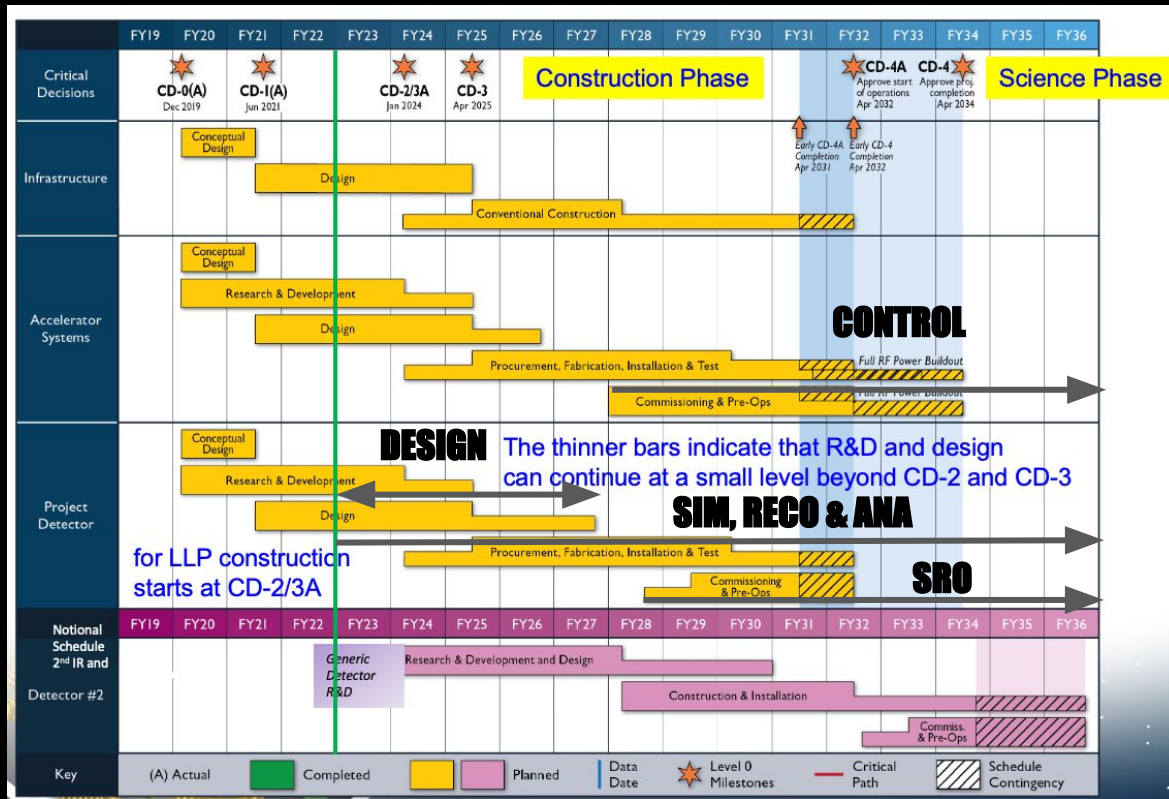 FY19 FY20 FY21 FY22 FY23 FY24 FY25 FY26 FY27 FY28 FY29 FY30 FY31 FY32 FY33 FY34 FY35 FY36
Critical
Decisions
CD-0(A)
Dec 2019
CD-1(A)
Jun 2021
CD-2/3A
Jan 2024
CD-3
Apr 2025
Construction Phase
CD-4A
Approve start
of operations
Apr 2032
CD-4
Approve proj.
completion
Apr 2034
Science Phase
Early CD-4A
Completion
Apr 2031
Early CD-4
Completion
Apr 2032
Infrastructure
Conceptual
Design
Design
Conventional Construction
Accelerator
Systems
Conceptual
Design
Research & Development
Design
CONTROL
Procurement, Fabrication, Installation & Test
Full RF Power Buildout
Commissioning & Pre-Ops
Full RF Power Buildout
Project
Detector
Conceptual
Design
DESIGN
The thinner bars indicate that R&D and design
can continue at a small level beyond CD-2 and CD-3
Research & Development
Design
SIM, RECO & ANA
for LLP construction
starts at CD-2/3A
Procurement, Fabrication, Installation & Test
Commissioning
& Pre-Ops
SRO
Notional
Schedule
2nd IR and
Detector #2
FY19 FY20 FY21 FY22 FY23 FY24 FY25 FY26 FY27 FY28 FY29 FY30 FY31 FY32 FY33 FY34 FY35 FY36
Generic
Detector
R&D
Research & Development and Design
Construction & Installation
Commiss.
& Pre-Ops
Key
(A) Actual
Completed
Planned
Data
Date
Level 0
Milestones
Critical
Path
Schedule
Contingency